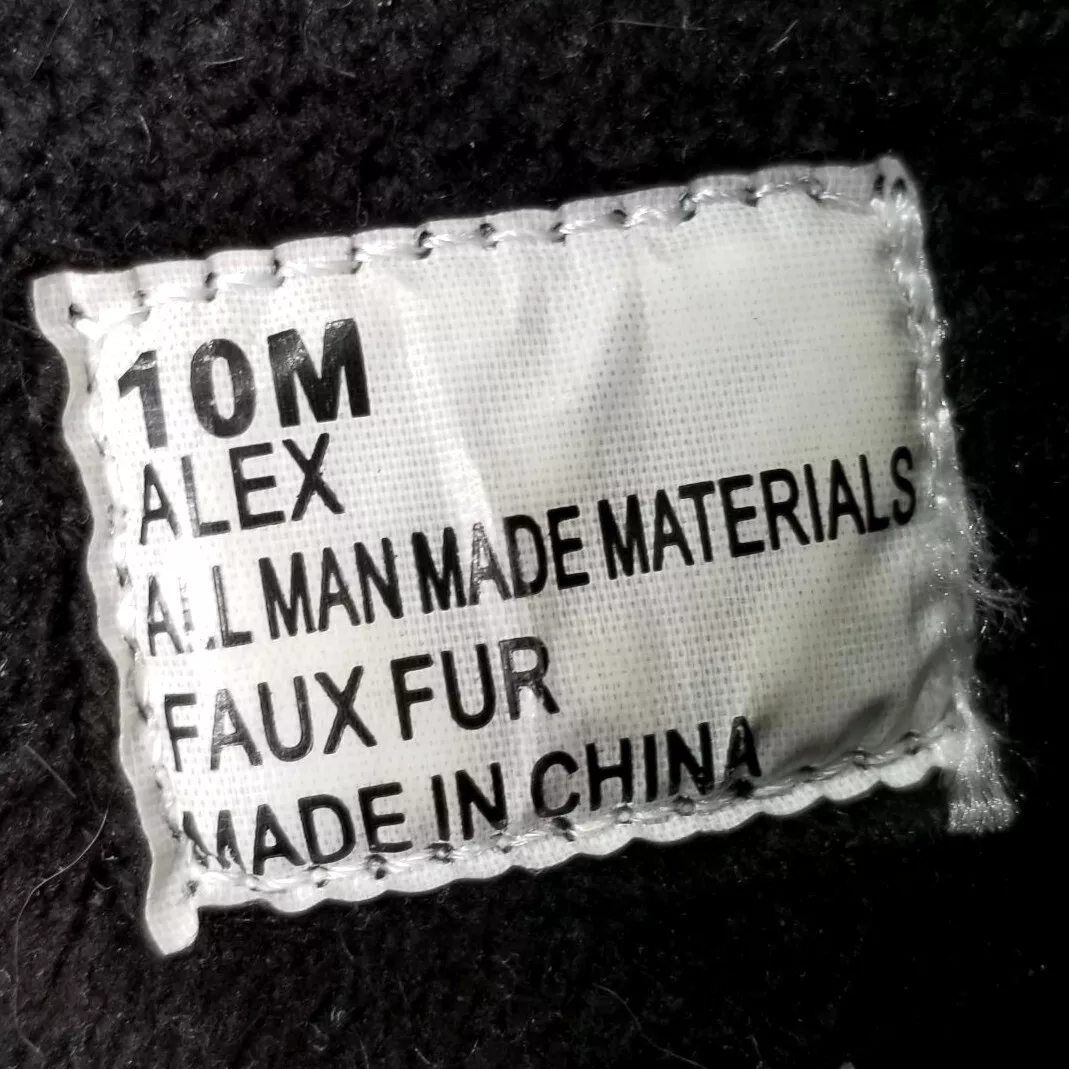 10M
ALEX
ALL MAN MADE MATERIALS
FAUX FUR
MADE IN CHINA